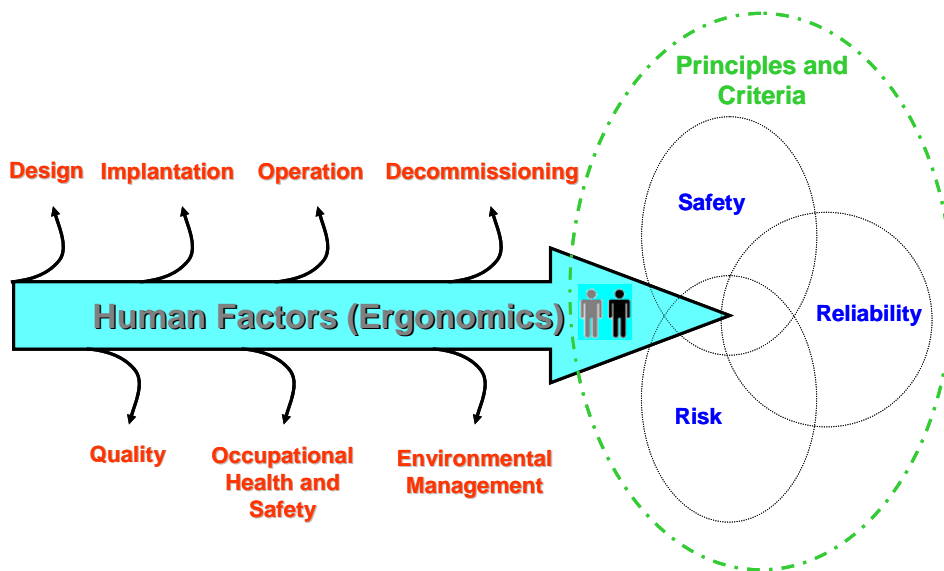 Principles and
Criteria
Design
Implantation
Operation
Decommissioning
Safety
Human Factors (Ergonomics)
Reliability
Risk
Quality
Occupational
Health and
Safety
Environmental
Management